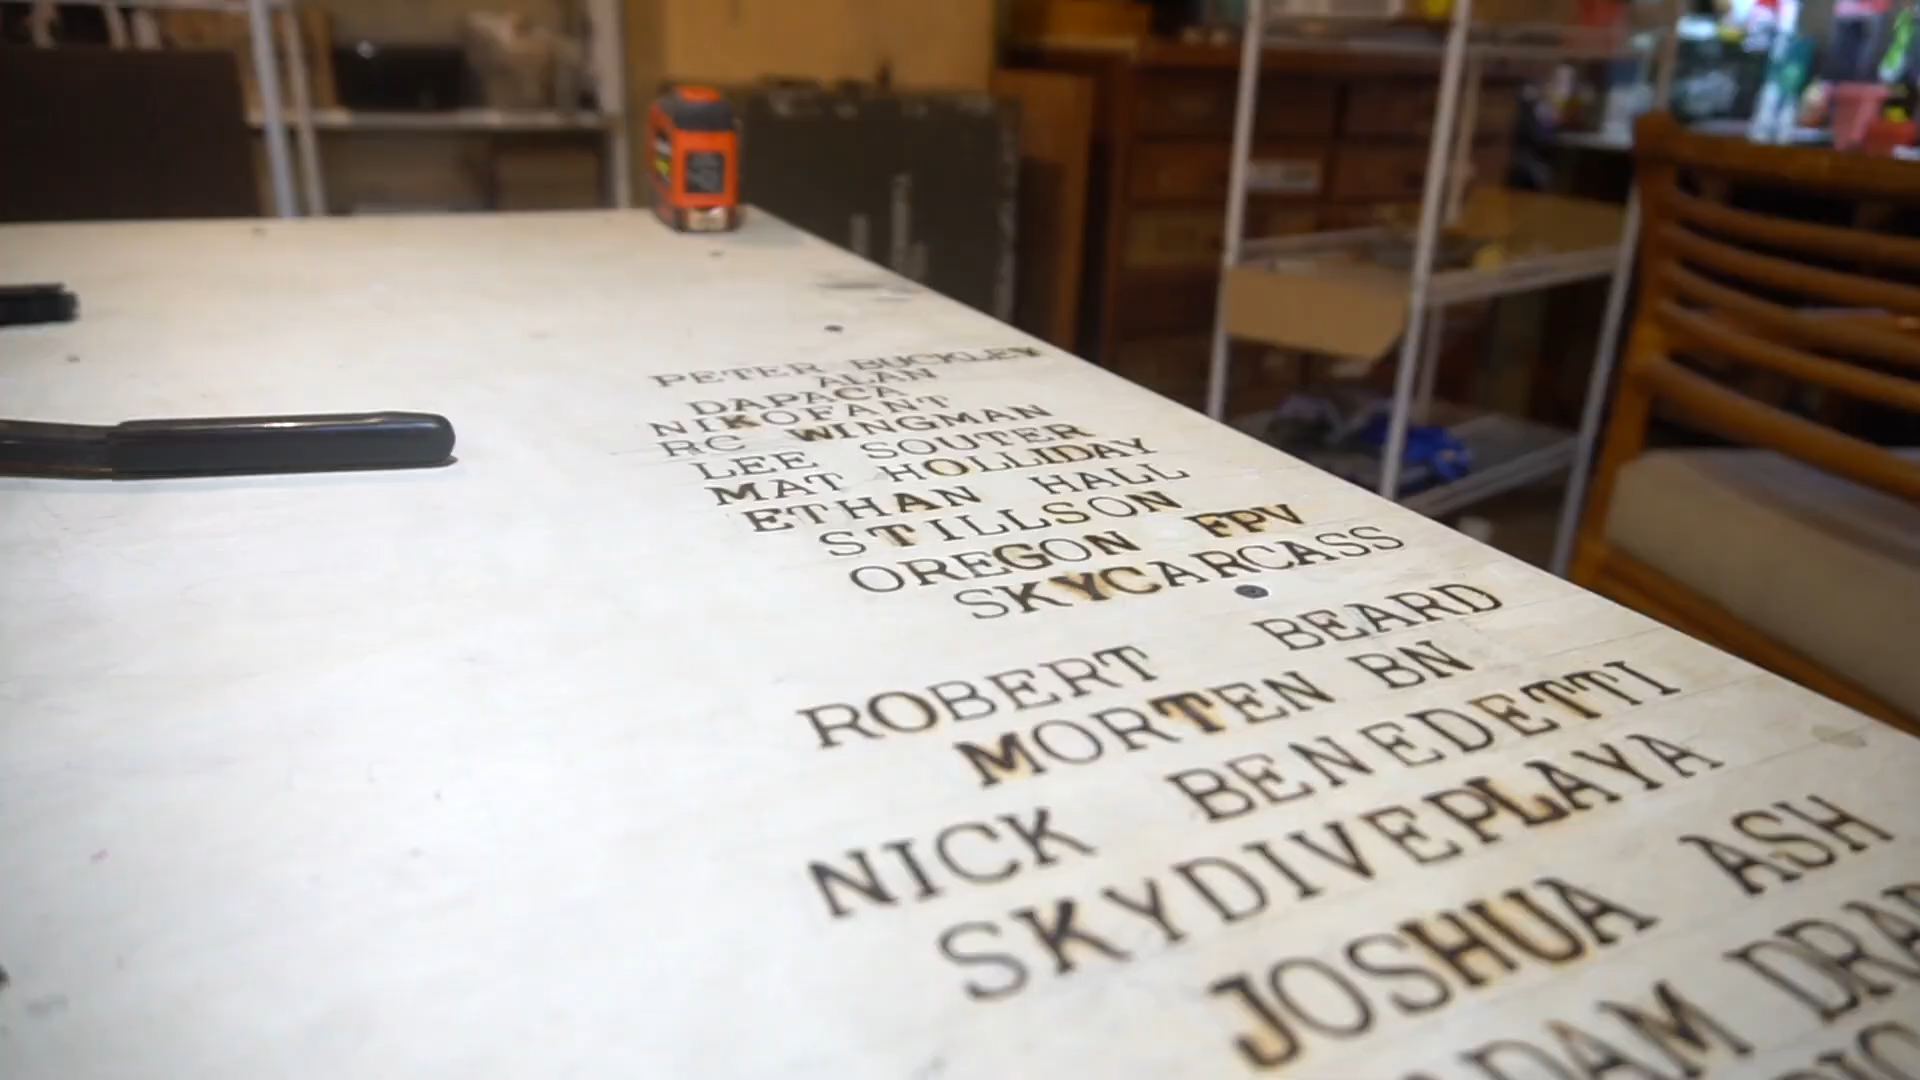 PETER BUCKLEY
ALAN
DAPACA
NIKOFANT
RC WINGMAN
LEE SOUTER
MAT HOLLIDAY
ETHAN HALL
STILLSON
OREGON FPV
SKYCARCASS
ROBERT BEARD
MORTEN BN
NICK BENEDETTI
SKYDIVEPLAYA
JOSHUA ASH